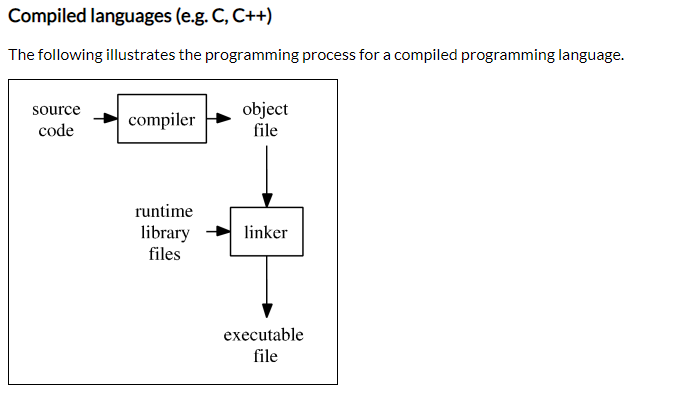 Compiled languages (e.g. C, C++)
The following illustrates the programming process for a compiled programming language.
source
code
compiler
object
file
runtime
library
files
linker
executable
file